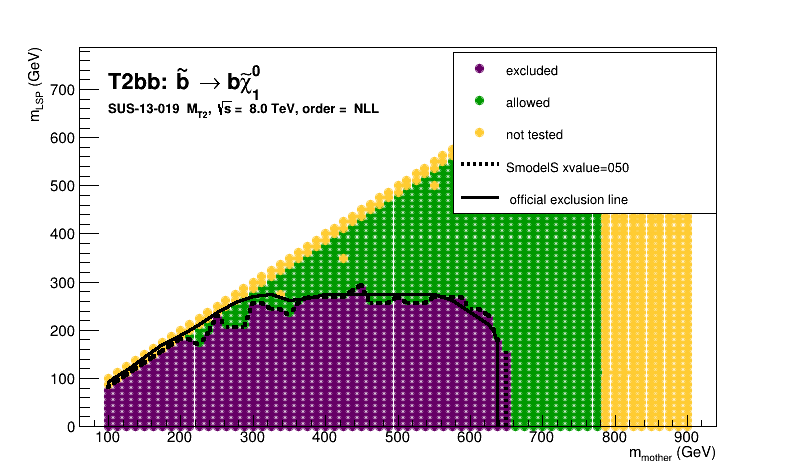 T2bb: b̃ → bχ̃₁⁰
SUS-13-019 M_T2, √s = 8.0 TeV, order = NLL
excluded
allowed
not tested
SmodelS xvalue=050
official exclusion line
m_LSP (GeV)
700
600
500
400
300
200
100
0
100 200 300 400 500 600 700 800 900
m_mother (GeV)